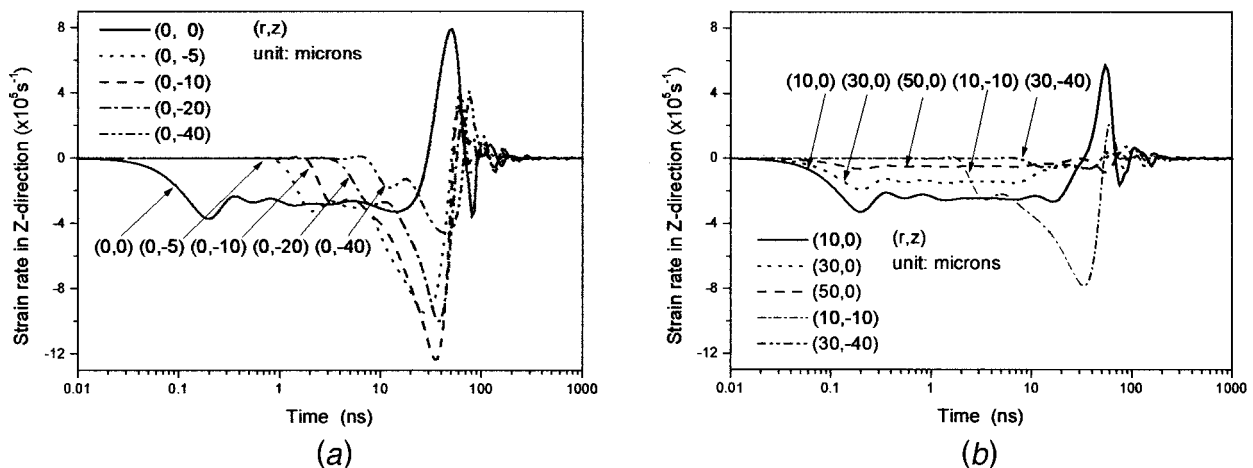 Strain rate in Z-direction (x10⁵s⁻¹)
8
4
0
-4
-8
-12
(0, 0) (r,z)
(0, -5) unit: microns
(0,-10)
(0,-20)
(0,-40)
(0,0) (0,-5) (0,-10) (0,-20) (0,-40)
0.01 0.1 1 10 100 1000
Time (ns)
(a)
Strain rate in Z-direction (x10⁵s⁻¹)
8
4
0
-4
-8
-12
(10,0) (30,0) (50,0) (10,-10) (30,-40)
(10,0) (r,z)
(30,0) unit: microns
(50,0)
(10,-10)
(30,-40)
0.01 0.1 1 10 100 1000
Time (ns)
(b)